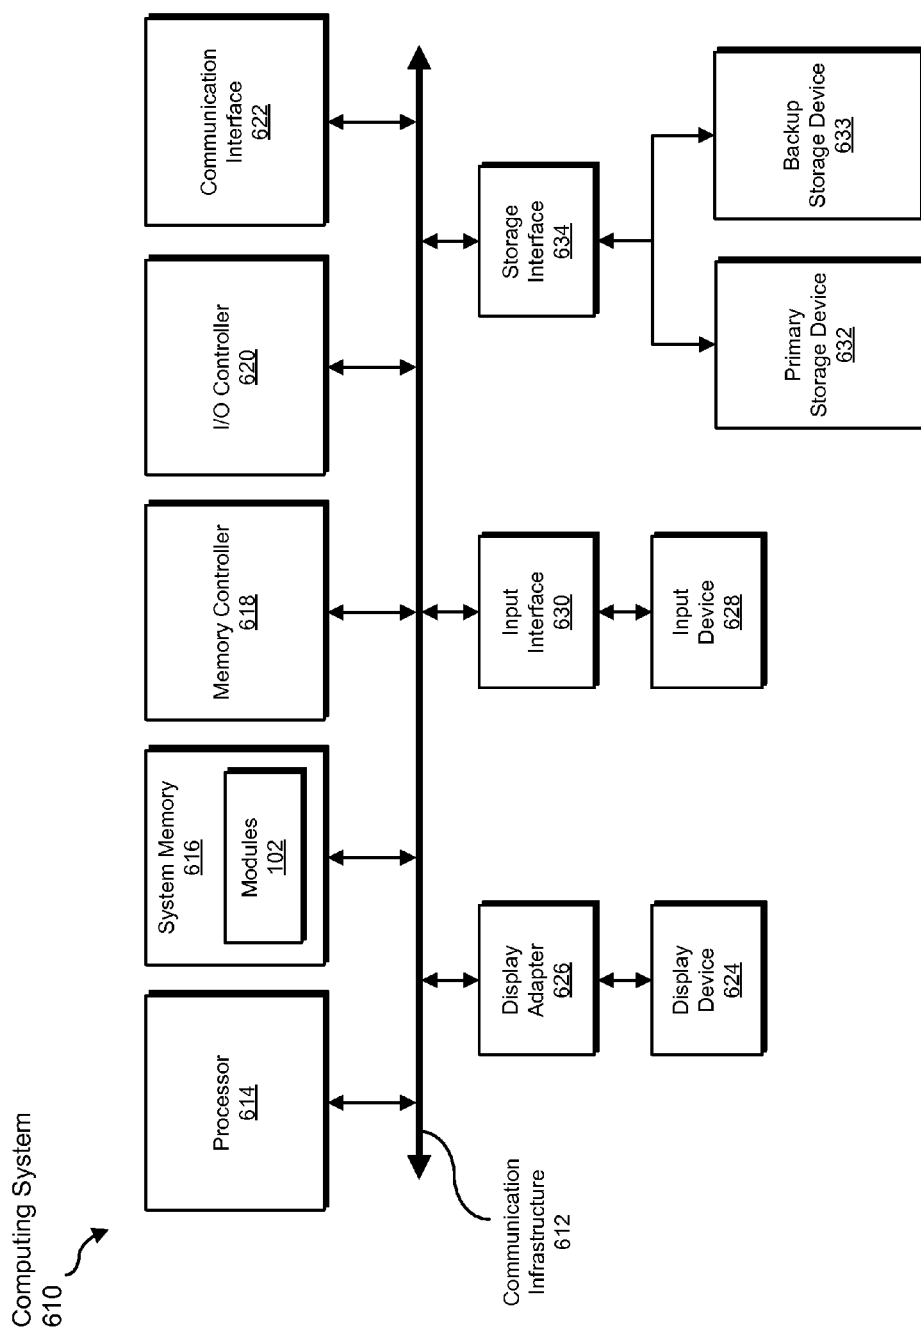 Computing System
610
Processor
614
System Memory
616
Modules
102
Memory Controller
618
I/O Controller
620
Communication
Interface
622
Communication
Infrastructure
612
Display
Adapter
626
Input
Interface
630
Storage
Interface
634
Display
Device
624
Input
Device
628
Primary
Storage Device
632
Backup
Storage Device
633